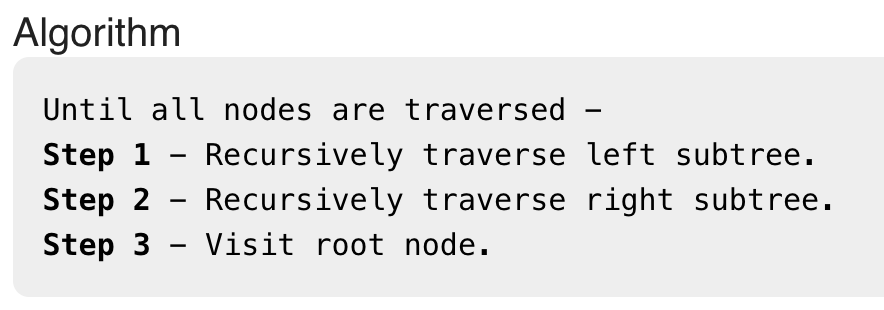 Algorithm
Until all nodes are traversed −
Step 1 − Recursively traverse left subtree.
Step 2 − Recursively traverse right subtree.
Step 3 − Visit root node.